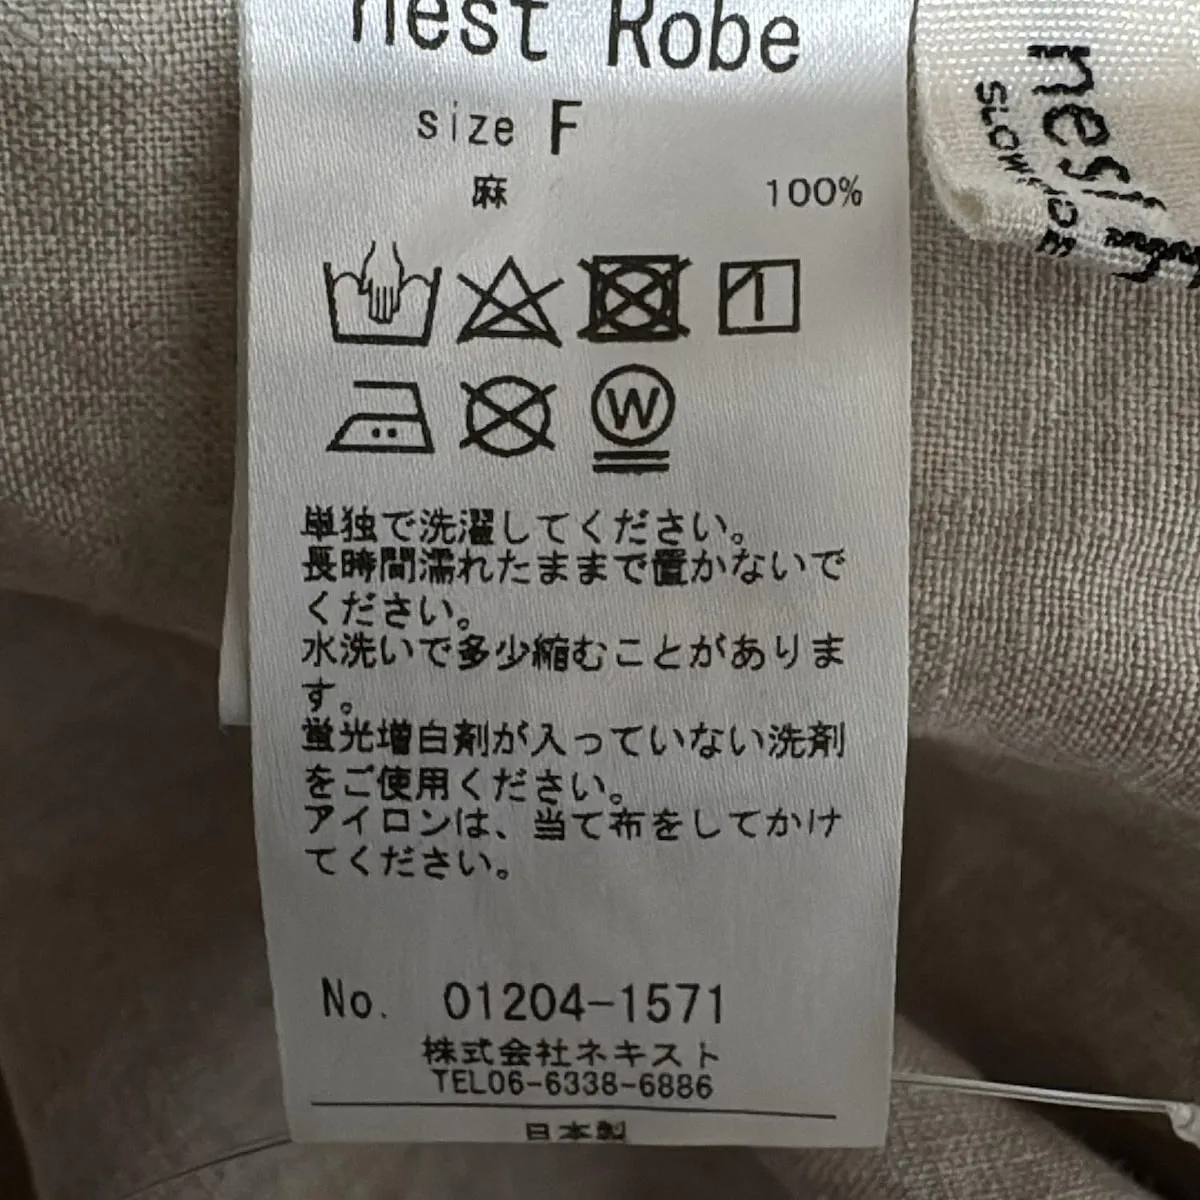 nest Robe
size F
麻 100%
W
単独で洗濯してください。
長時間濡れたままで置かないで
ください。
水洗いで多少縮むことがありま
す。
蛍光増白剤が入っていない洗剤
をご使用ください。
アイロンは、当て布をしてかけ
てください。
No. 01204-1571
株式会社ネキスト
TEL06-6338-6886
日本製
nest
SLOW